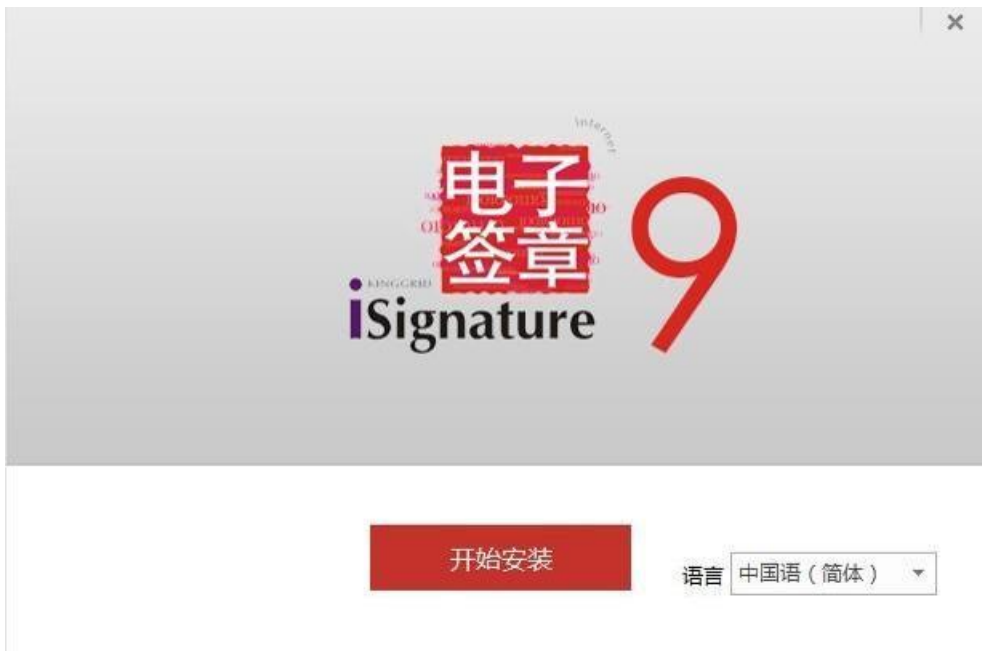 internet
电子
签章
KINGGRID
iSignature
9
开始安装
语言 中国语（简体）